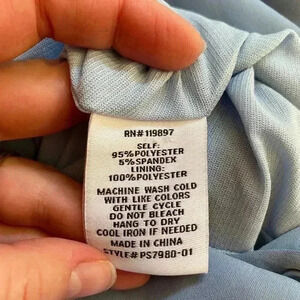 RN#119897
SELF:
95%POLYESTER
5%SPANDEX
LINING:
100%POLYESTER
MACHINE WASH COLD
WITH LIKE COLORS
GENTLE CYCLE
DO NOT BLEACH
HANG TO DRY
COOL IRON IF NEEDED
MADE IN CHINA
STYLE#PS7980-01